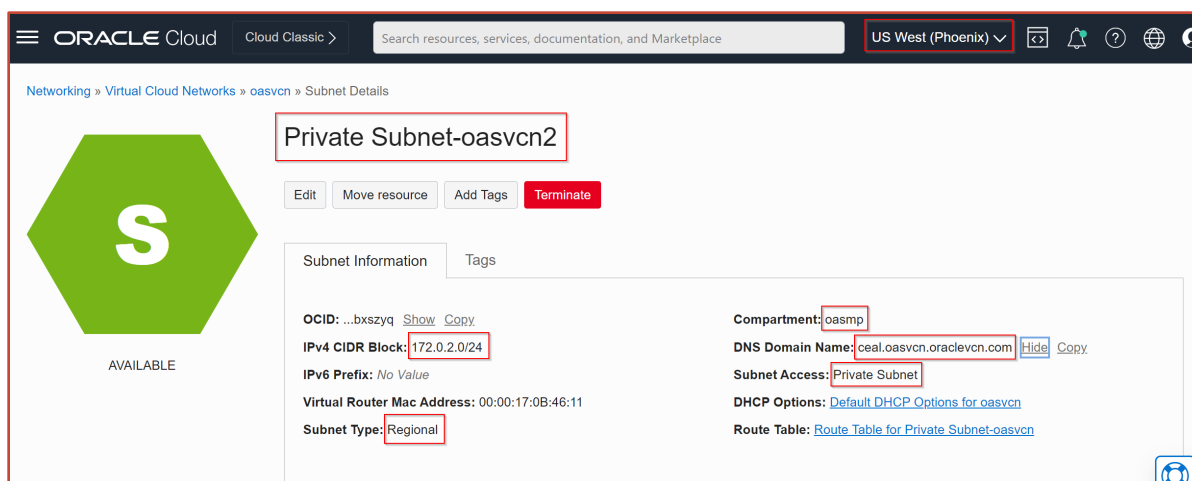 ORACLE Cloud
Cloud Classic
Search resources, services, documentation, and Marketplace
US West (Phoenix)
Networking » Virtual Cloud Networks » oasvcn » Subnet Details
S
AVAILABLE
Private Subnet-oasvcn2
Edit Move resource Add Tags Terminate
Subnet Information Tags
OCID: ...bxszyq Show Copy
IPv4 CIDR Block: 172.0.2.0/24
IPv6 Prefix: No Value
Virtual Router Mac Address: 00:00:17:0B:46:11
Subnet Type: Regional
Compartment: oasmp
DNS Domain Name: ceal.oasvcn.oraclevcn.com Hide Copy
Subnet Access: Private Subnet
DHCP Options: Default DHCP Options for oasvcn
Route Table: Route Table for Private Subnet-oasvcn